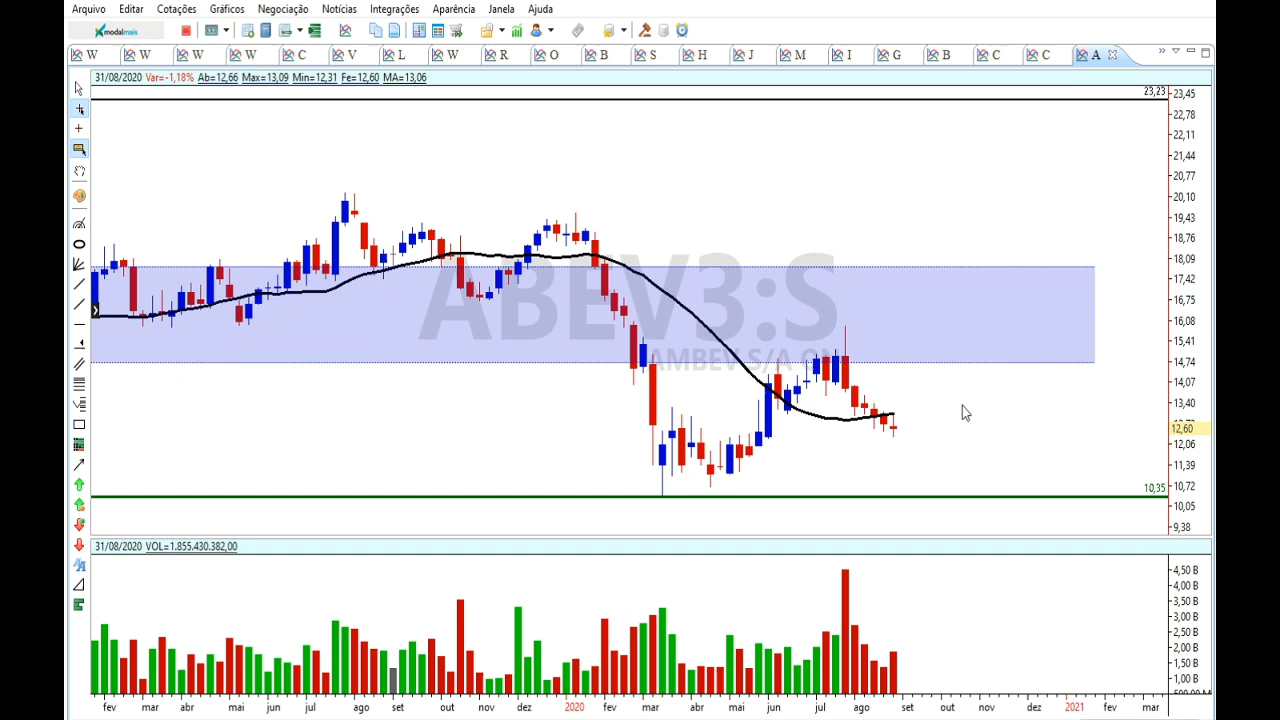 Arquivo Editar Cotações Gráficos Negociação Notícias Integrações Aparência Janela Ajuda
modalmais
W W W W C V L W R O B S H J M I G B C C A
31/08/2020 Var=-1,18% Ab=12,66 Max=13,09 Min=12,31 Fe=12,60 MA=13,06
23,23
23,45
22,78
22,11
21,44
20,77
20,10
19,43
18,76
18,09
17,42
16,75
16,08
15,41
14,74
14,07
13,40
12,60
12,06
11,39
10,72
10,05
9,38
ABEV3:S
AMBEV S/A ON
10,35
31/08/2020 VOL=1.855.430.382,00
4,50 B
4,00 B
3,50 B
3,00 B
2,50 B
2,00 B
1,50 B
1,00 B
fev mar abr mai jun jul ago set out nov dez 2020 fev mar mai jun jul ago set out nov dez 2021 fev mar